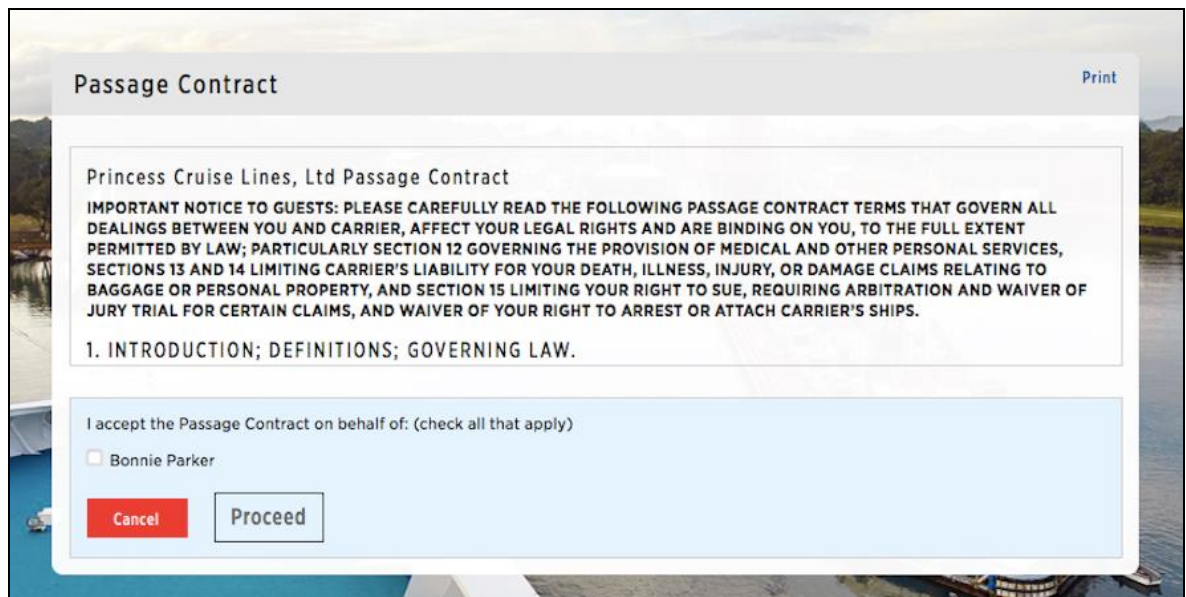 Passage Contract
Print
Princess Cruise Lines, Ltd Passage Contract
IMPORTANT NOTICE TO GUESTS: PLEASE CAREFULLY READ THE FOLLOWING PASSAGE CONTRACT TERMS THAT GOVERN ALL
DEALINGS BETWEEN YOU AND CARRIER, AFFECT YOUR LEGAL RIGHTS AND ARE BINDING ON YOU, TO THE FULL EXTENT
PERMITTED BY LAW; PARTICULARLY SECTION 12 GOVERNING THE PROVISION OF MEDICAL AND OTHER PERSONAL SERVICES,
SECTIONS 13 AND 14 LIMITING CARRIER'S LIABILITY FOR YOUR DEATH, ILLNESS, INJURY, OR DAMAGE CLAIMS RELATING TO
BAGGAGE OR PERSONAL PROPERTY, AND SECTION 15 LIMITING YOUR RIGHT TO SUE, REQUIRING ARBITRATION AND WAIVER OF
JURY TRIAL FOR CERTAIN CLAIMS, AND WAIVER OF YOUR RIGHT TO ARREST OR ATTACH CARRIER'S SHIPS.
1. INTRODUCTION; DEFINITIONS; GOVERNING LAW.
I accept the Passage Contract on behalf of: (check all that apply)
Bonnie Parker
Cancel
Proceed